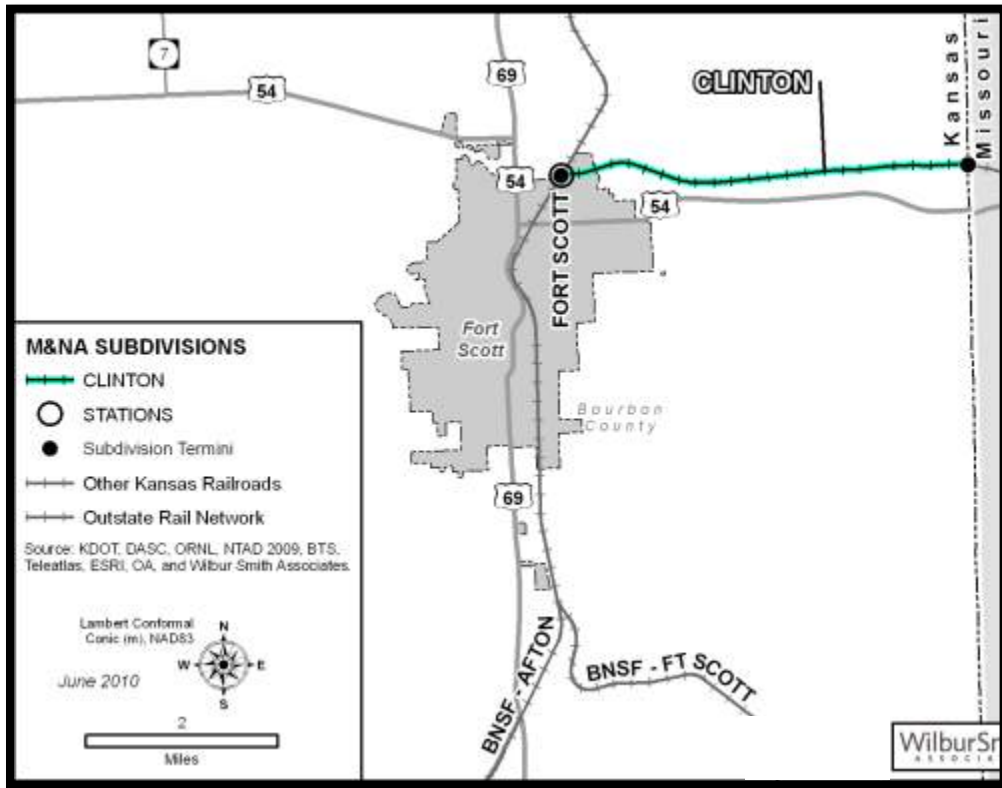 7
54
69
CLINTON
Kansas
Missouri
54
54
FORT SCOTT
Fort
Scott
Bourbon
County
69
BNSF - AFTON
BNSF - FT SCOTT
M&NA SUBDIVISIONS
CLINTON
STATIONS
Subdivision Termini
Other Kansas Railroads
Outstate Rail Network
Source: KDOT, DASC, ORNL, NTAD 2009, BTS,
Teleatlas, ESRI, OA, and Wilbur Smith Associates.
Lambert Conformal
Conic (m), NAD83
June 2010
N
W
E
S
2
Miles
WilburSm
ASSOCIA